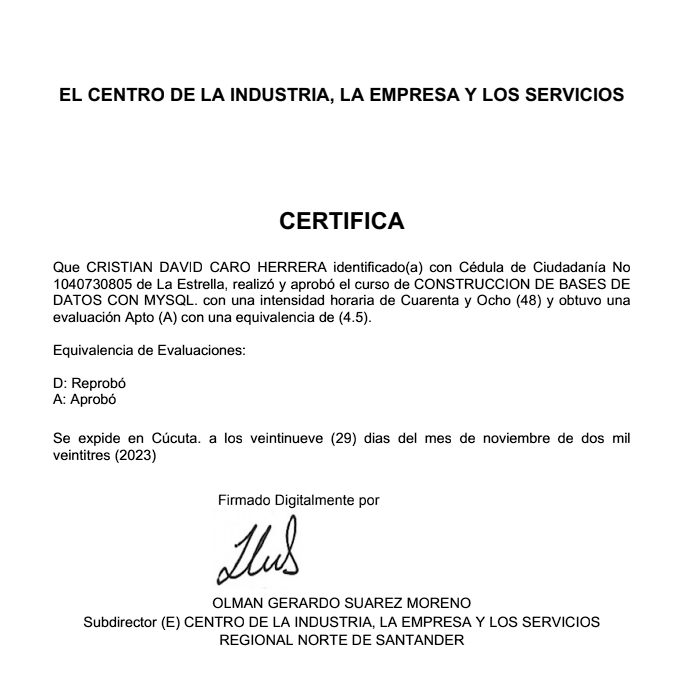 EL CENTRO DE LA INDUSTRIA, LA EMPRESA Y LOS SERVICIOS
CERTIFICA
Que CRISTIAN DAVID CARO HERRERA identificado(a) con Cédula de Ciudadanía No
1040730805 de La Estrella, realizó y aprobó el curso de CONSTRUCCION DE BASES DE
DATOS CON MYSQL. con una intensidad horaria de Cuarenta y Ocho (48) y obtuvo una
evaluación Apto (A) con una equivalencia de (4.5).
Equivalencia de Evaluaciones:
D: Reprobó
A: Aprobó
Se expide en Cúcuta. a los veintinueve (29) dias del mes de noviembre de dos mil
veintitres (2023)
Firmado Digitalmente por
OLMAN GERARDO SUAREZ MORENO
Subdirector (E) CENTRO DE LA INDUSTRIA, LA EMPRESA Y LOS SERVICIOS
REGIONAL NORTE DE SANTANDER